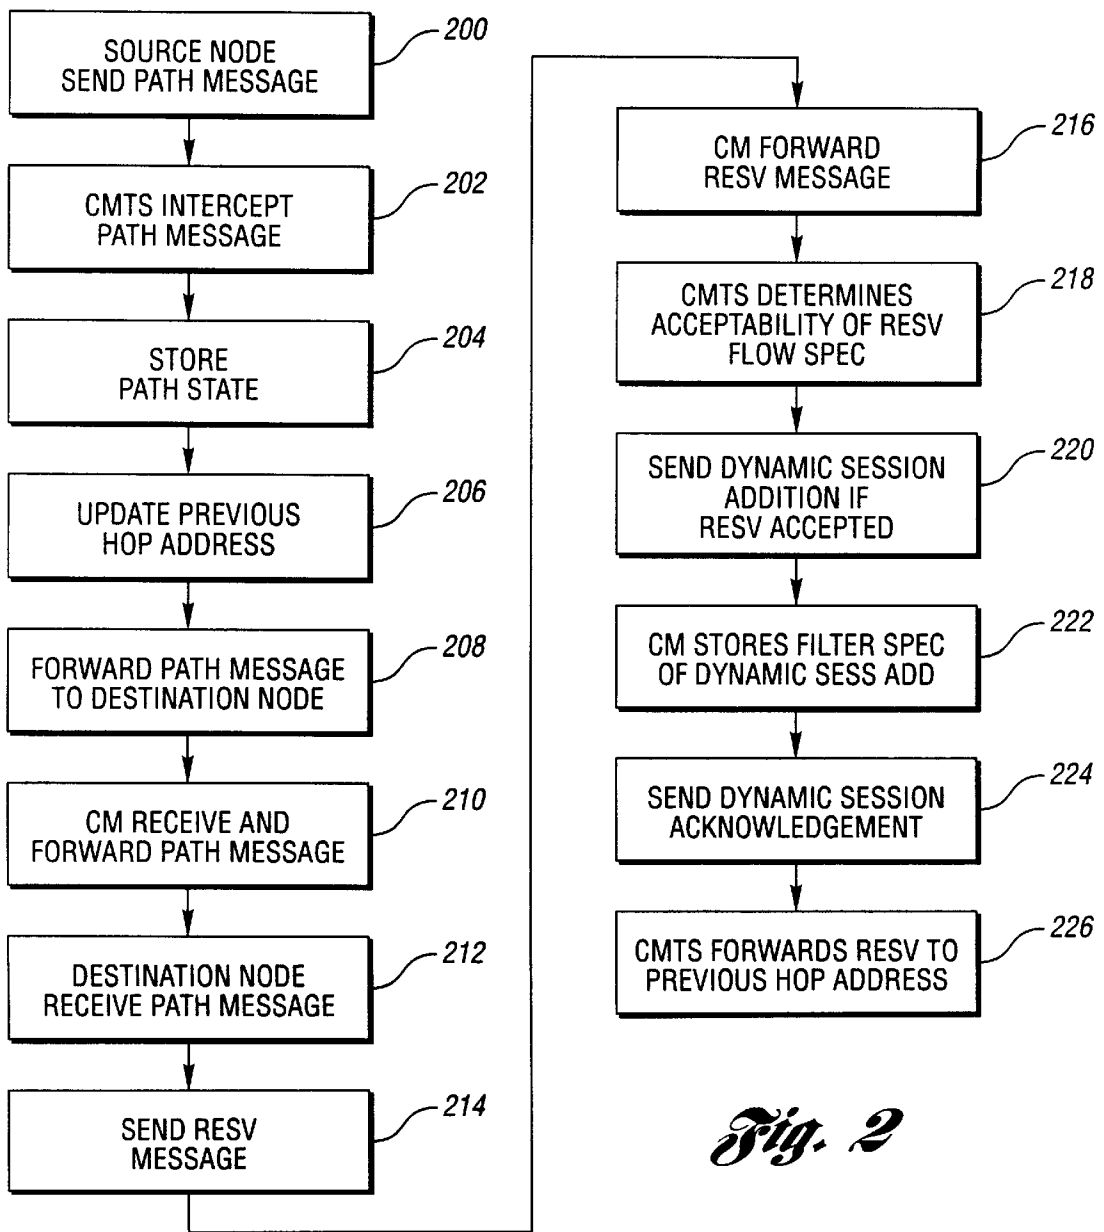 SOURCE NODE
SEND PATH MESSAGE
200
CMTS INTERCEPT
PATH MESSAGE
202
STORE
PATH STATE
204
UPDATE PREVIOUS
HOP ADDRESS
206
FORWARD PATH MESSAGE
TO DESTINATION NODE
208
CM RECEIVE AND
FORWARD PATH MESSAGE
210
DESTINATION NODE
RECEIVE PATH MESSAGE
212
SEND RESV
MESSAGE
214
CM FORWARD
RESV MESSAGE
216
CMTS DETERMINES
ACCEPTABILITY OF RESV
FLOW SPEC
218
SEND DYNAMIC SESSION
ADDITION IF
RESV ACCEPTED
220
CM STORES FILTER SPEC
OF DYNAMIC SESS ADD
222
SEND DYNAMIC SESSION
ACKNOWLEDGEMENT
224
CMTS FORWARDS RESV TO
PREVIOUS HOP ADDRESS
226
Fig. 2